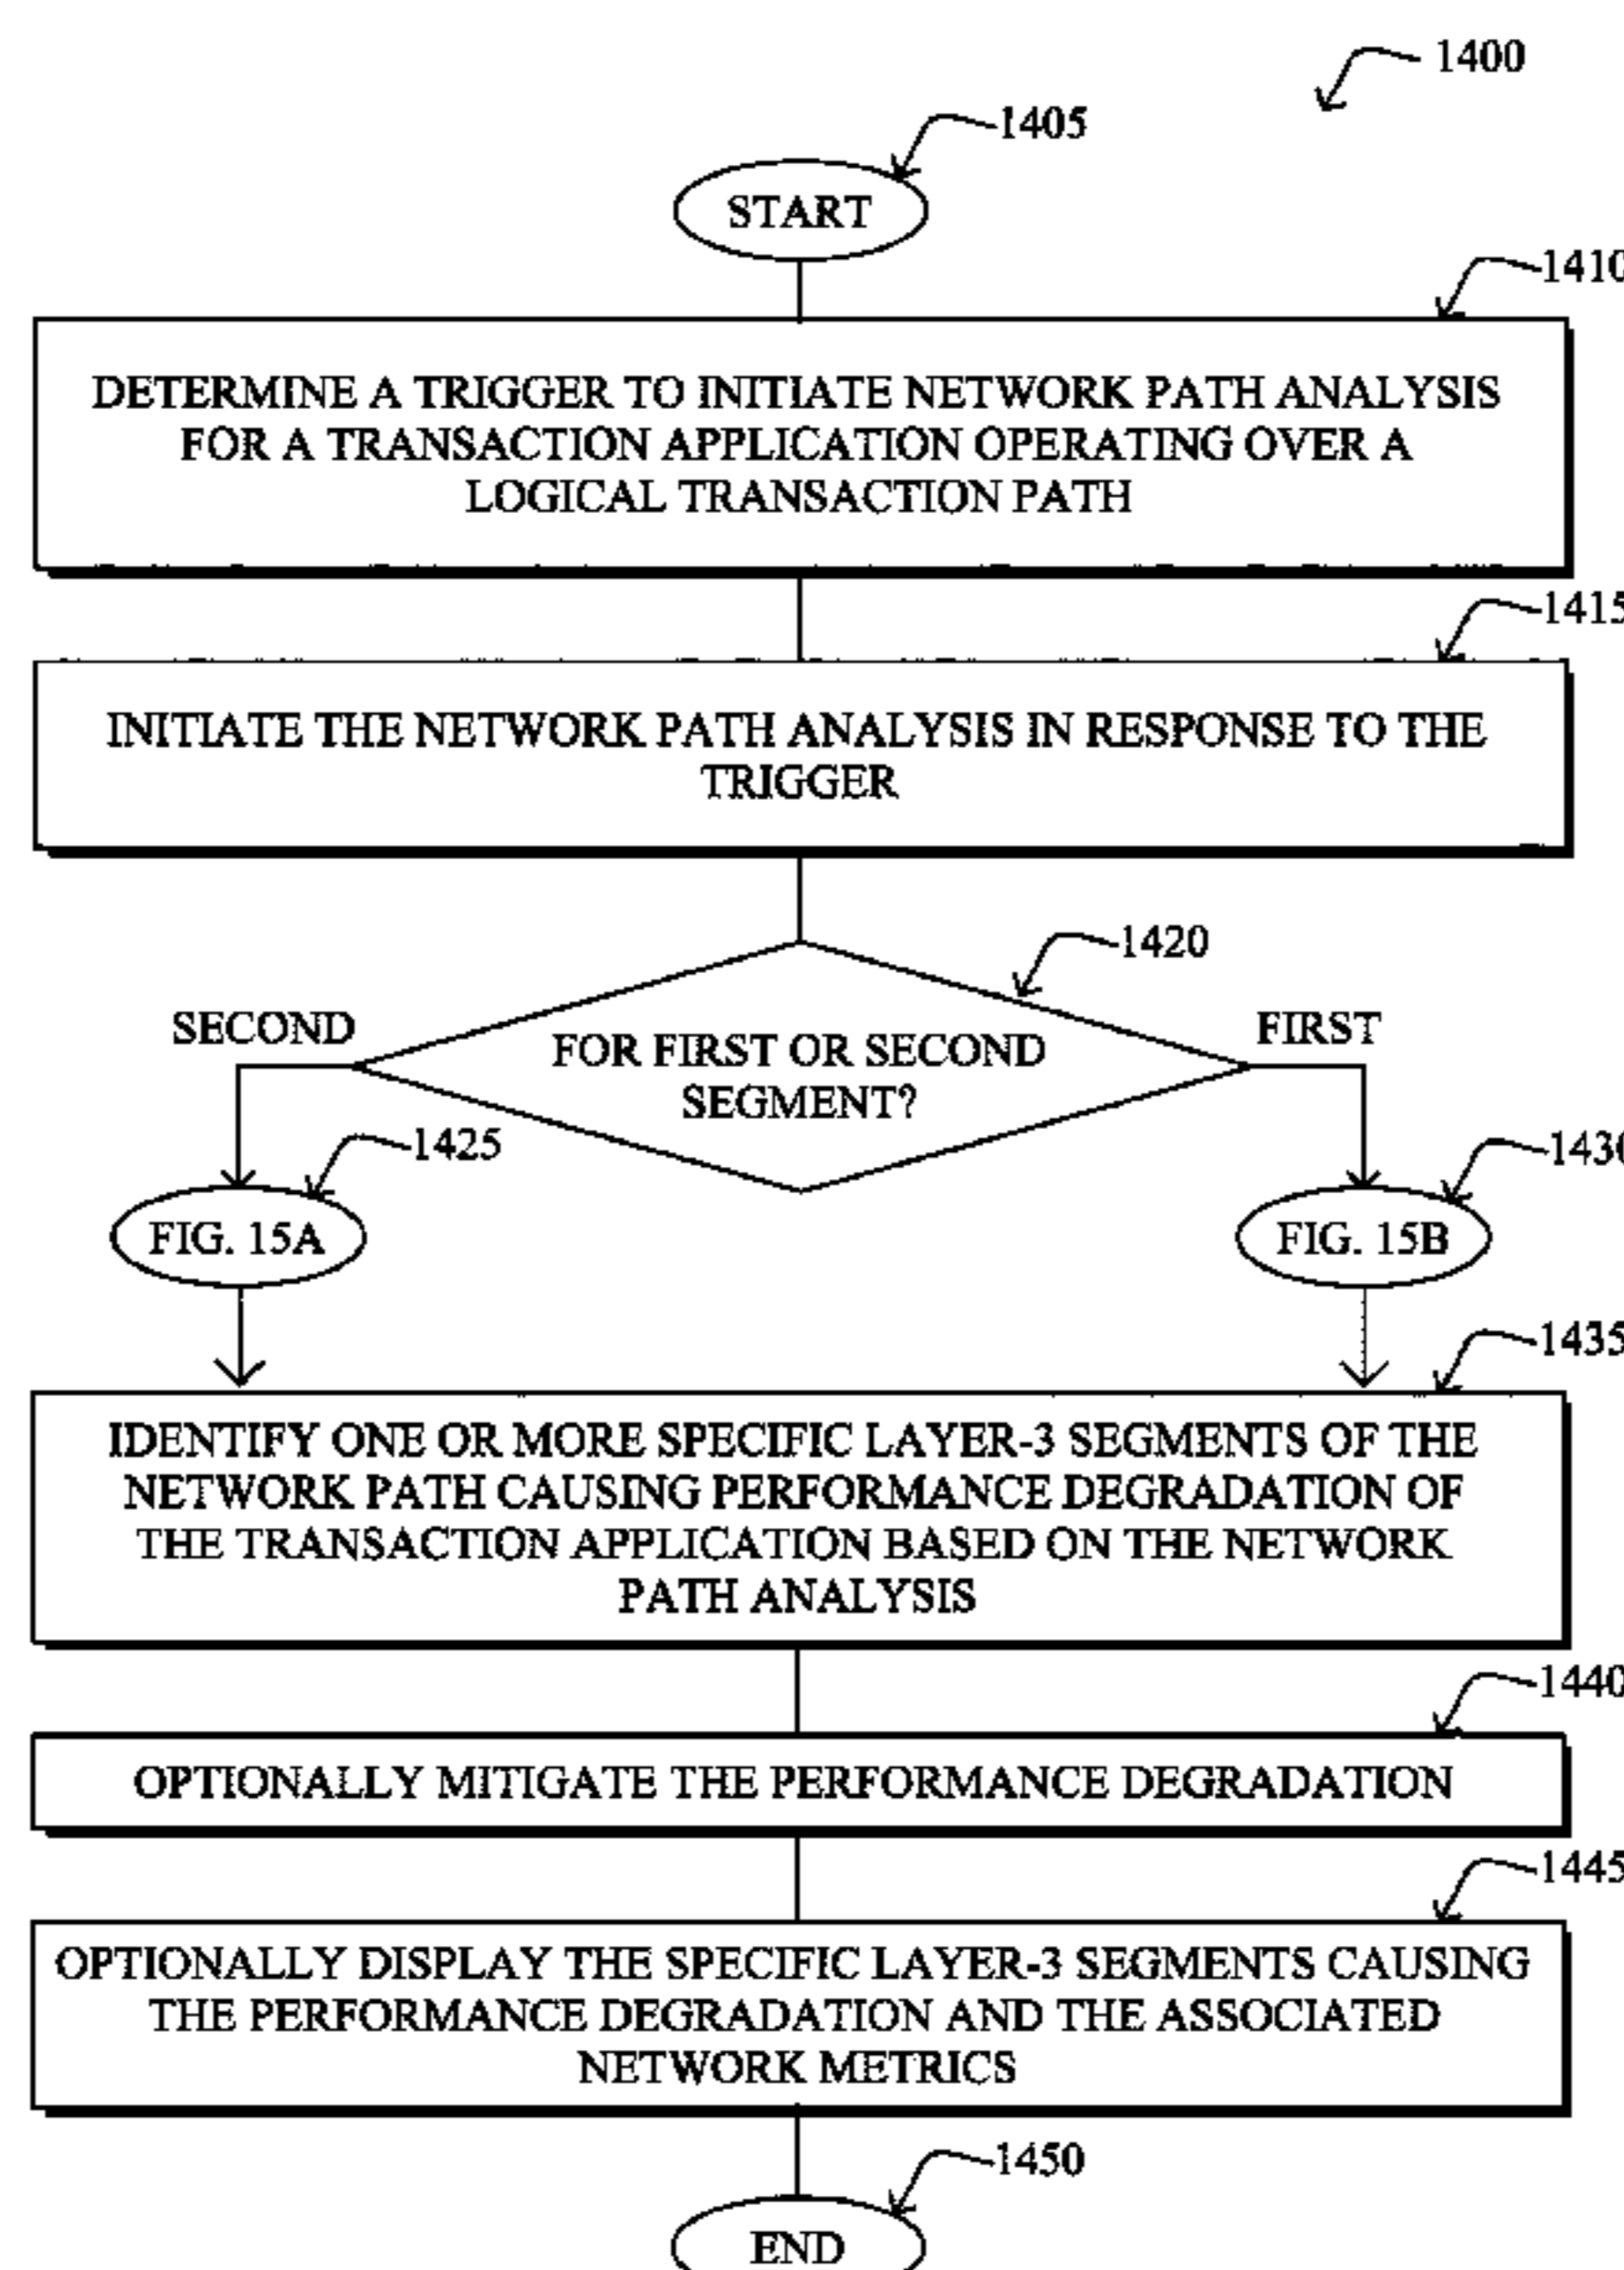 1400
1405
START
1410
DETERMINE A TRIGGER TO INITIATE NETWORK PATH ANALYSIS
FOR A TRANSACTION APPLICATION OPERATING OVER A
LOGICAL TRANSACTION PATH
1415
INITIATE THE NETWORK PATH ANALYSIS IN RESPONSE TO THE
TRIGGER
1420
SECOND
FIRST
FOR FIRST OR SECOND
SEGMENT?
1425
1430
FIG. 15A
FIG. 15B
1435
IDENTIFY ONE OR MORE SPECIFIC LAYER-3 SEGMENTS OF THE
NETWORK PATH CAUSING PERFORMANCE DEGRADATION OF
THE TRANSACTION APPLICATION BASED ON THE NETWORK
PATH ANALYSIS
1440
OPTIONALLY MITIGATE THE PERFORMANCE DEGRADATION
1445
OPTIONALLY DISPLAY THE SPECIFIC LAYER-3 SEGMENTS CAUSING
THE PERFORMANCE DEGRADATION AND THE ASSOCIATED
NETWORK METRICS
1450
END